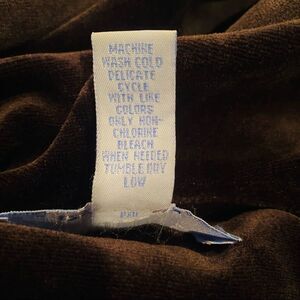 MACHINE
WASH COLD
DELICATE
CYCLE
WITH LIKE
COLORS
ONLY NON-
CHLORINE
BLEACH
WHEN NEEDED
TUMBLE DRY
LOW